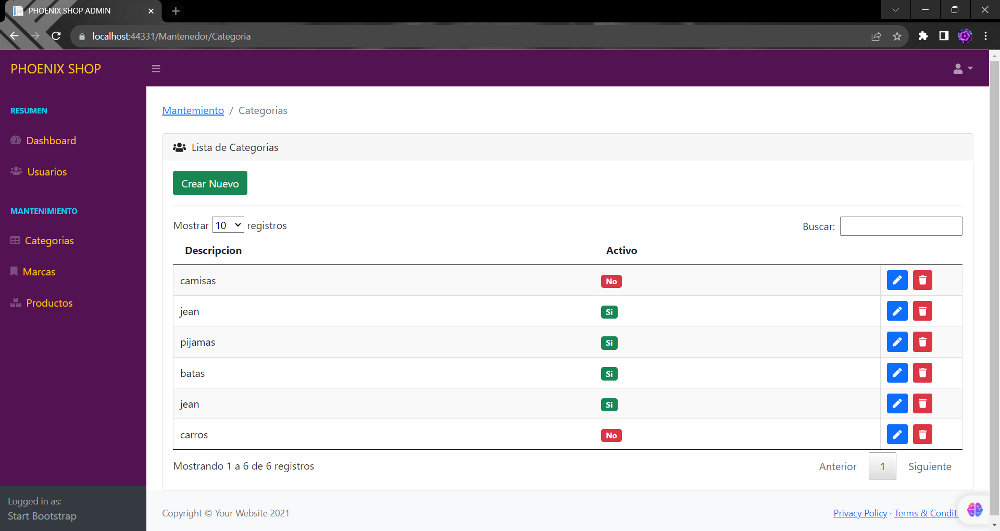 PHOENIX SHOP ADMIN
localhost:44331/Mantenedor/Categoria
PHOENIX SHOP
RESUMEN
Dashboard
Usuarios
MANTENIMIENTO
Categorias
Marcas
Productos
Logged in as:
Start Bootstrap
Mantemiento / Categorias
Lista de Categorias
Crear Nuevo
Mostrar 10 registros
Buscar:
Descripcion Activo
camisas No
jean Si
pijamas Si
batas Si
jean Si
carros No
Mostrando 1 a 6 de 6 registros
Anterior 1 Siguiente
Copyright © Your Website 2021
Privacy Policy · Terms & Condit